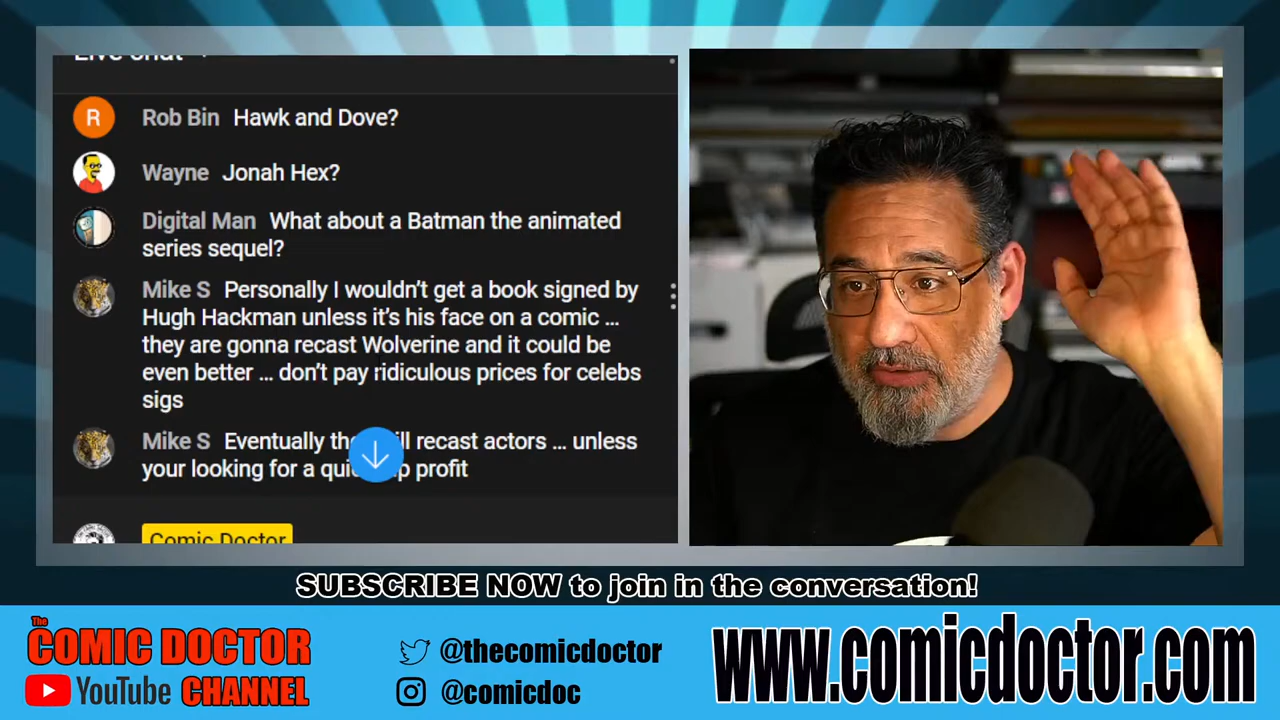 Live chat
R
Rob Bin Hawk and Dove?
Wayne Jonah Hex?
Digital Man What about a Batman the animated
series sequel?
Mike S Personally I wouldn't get a book signed by
Hugh Hackman unless it's his face on a comic ...
they are gonna recast Wolverine and it could be
even better ... don't pay ridiculous prices for celebs
sigs
Mike S Eventually recast actors ... unless
your looking for a profit
Comic Doctor
SUBSCRIBE NOW to join in the conversation!
The
COMIC DOCTOR
YouTube CHANNEL
@thecomicdoctor
@comicdoc
www.comicdoctor.com